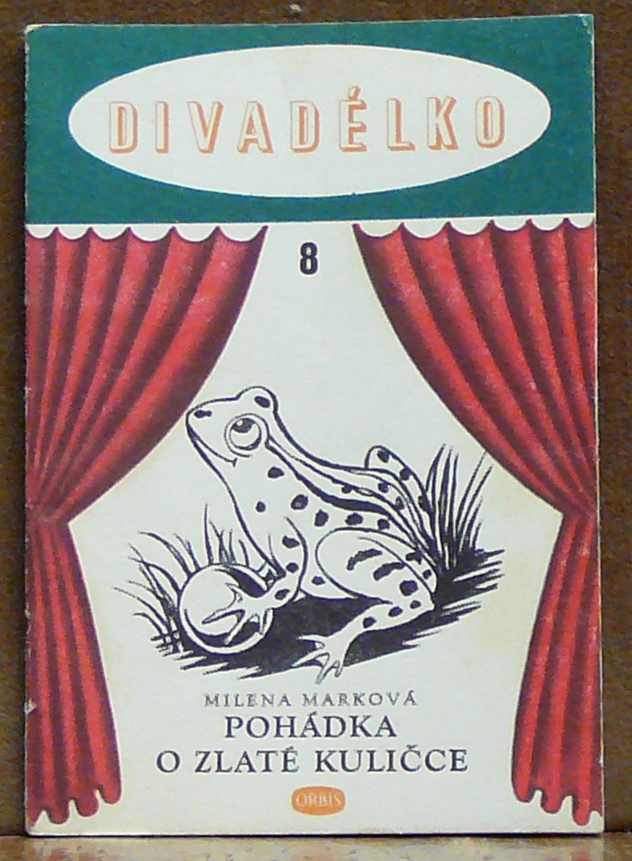 DIVADÉLKO
8
MILENA MARKOVÁ
POHÁDKA
O ZLATÉ KULIČCE
ORBIS